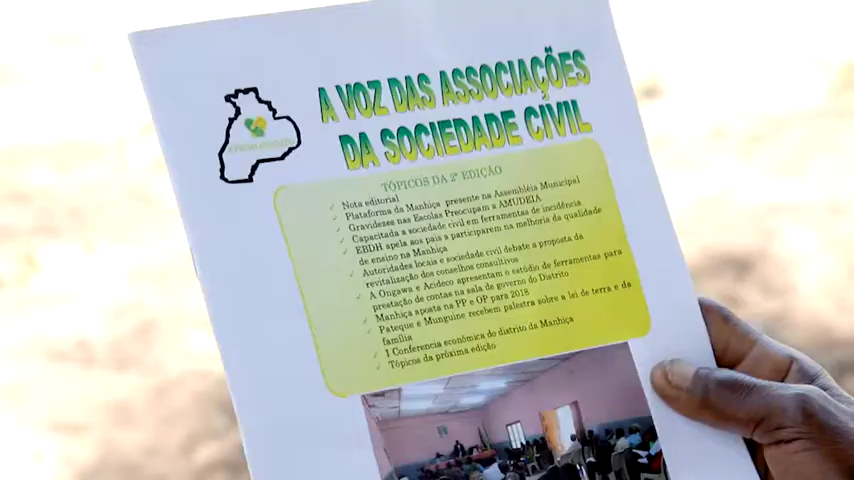 A VOZ DAS ASSOCIAÇÕES
DA SOCIEDADE CÍVIL
TÓPICOS DA 2ª EDIÇÃO
Nota editorial
Plataforma da Manhiça presente na Assembléia Municipal
Gravidezes nas Escolas Preocupam a AMUDEIA
Capacitada a sociedade civil em ferramentas de incidência
EBDH apela aos pais a participarem na melhoria da qualidade
de ensino na Manhiça
Autoridades locais e sociedade civil debate a proposta da
revitalização dos conselhos consultivos
A Ongawa e Acideco apresentam o estúdio de ferramentas para
prestação de contas na sala de governo do Distrito
Manhiça aposta na PP e OP para 2018
Pateque e Munguine recebem palestra sobre a lei de terra e da
família
I Conferencia econômica do distrito da Manhiça
Tópicos da próxima edição